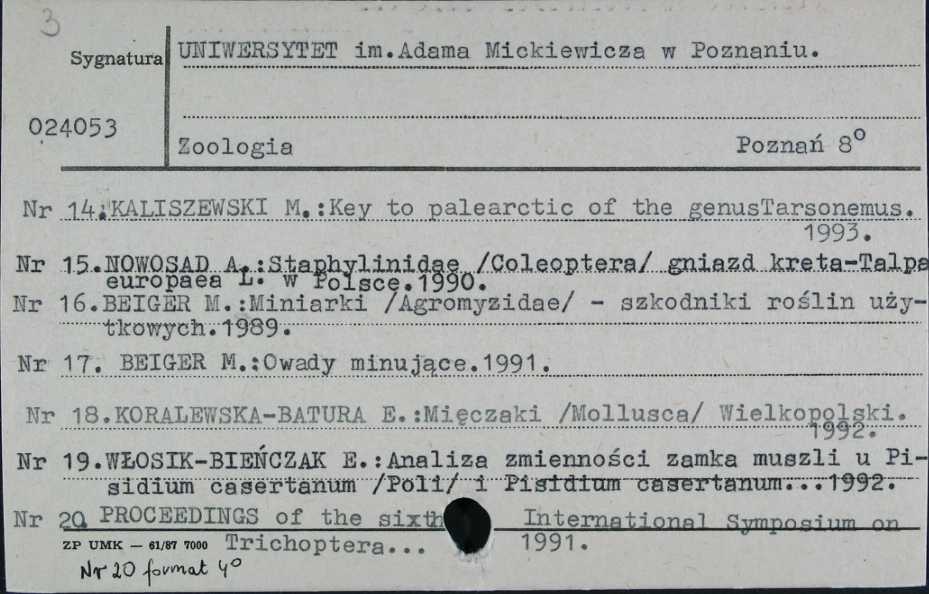 3
Sygnatura
UNIWERSYTET im.Adama Mickiewicza w Poznaniu.
024053
Zoologia Poznań 8º
Nr 14.KALISZEWSKI M.:Key to palearctic of the genusTarsonemus.
1993.
Nr 15.NOWOSAD A.:Staphylinidae /Coleoptera/ gniazd kreta-Talpa
europaea L. w Polsce.1990.
Nr 16.BEIGER M.:Miniarki /Agromyzidae/ - szkodniki roślin uży-
tkowych.1989.
Nr 17. BEIGER M.:Owady minujące.1991.
Nr 18.KORALEWSKA-BATURA E.:Mięczaki /Mollusca/ Wielkopolski.
1992.
Nr 19.WŁOSIK-BIEŃCZAK E.:Analiza zmienności zamka muszli u Pi-
sidium casertanum /Poli/ i Pisidium casertanum...1992.
Nr 20 PROCEEDINGS of the sixth International Symposium on
ZP UMK — 61/87 7000 Trichoptera... 1991.
Nr 20 format 4º